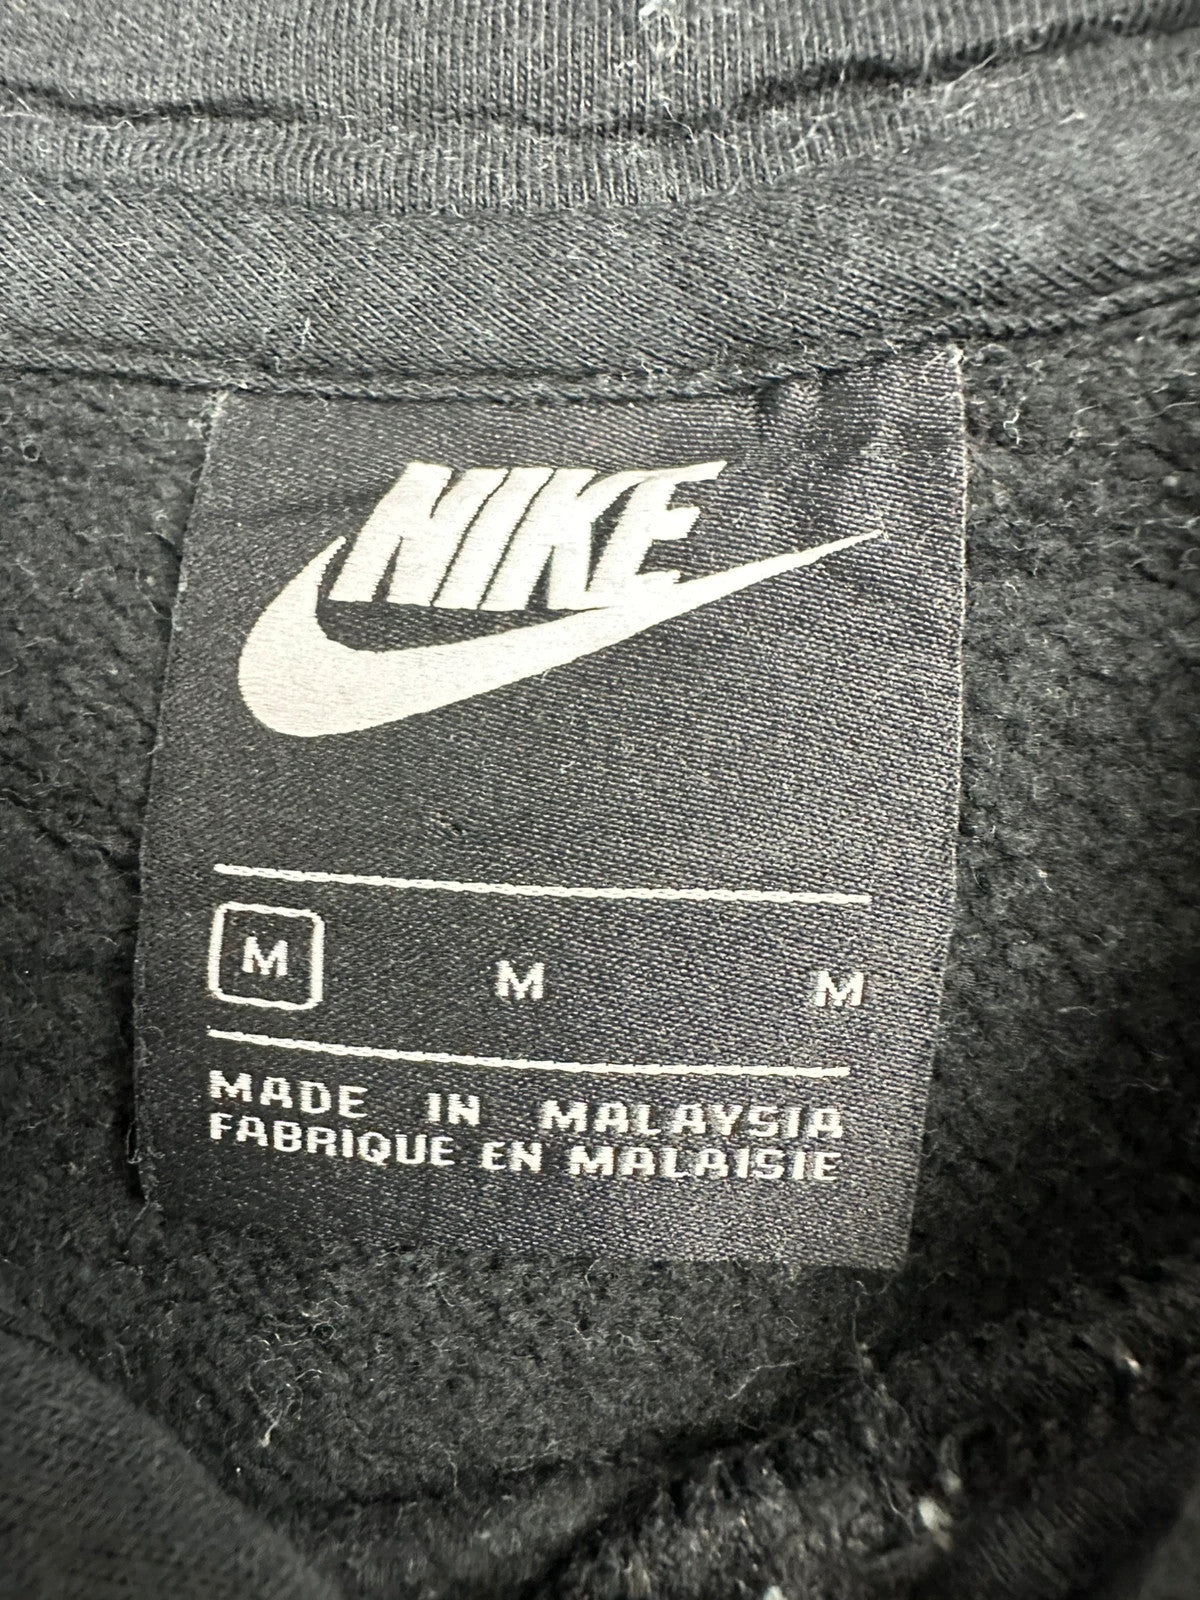 NIKE
M M M
MADE IN MALAYSIA
FABRIQUE EN MALAISIE